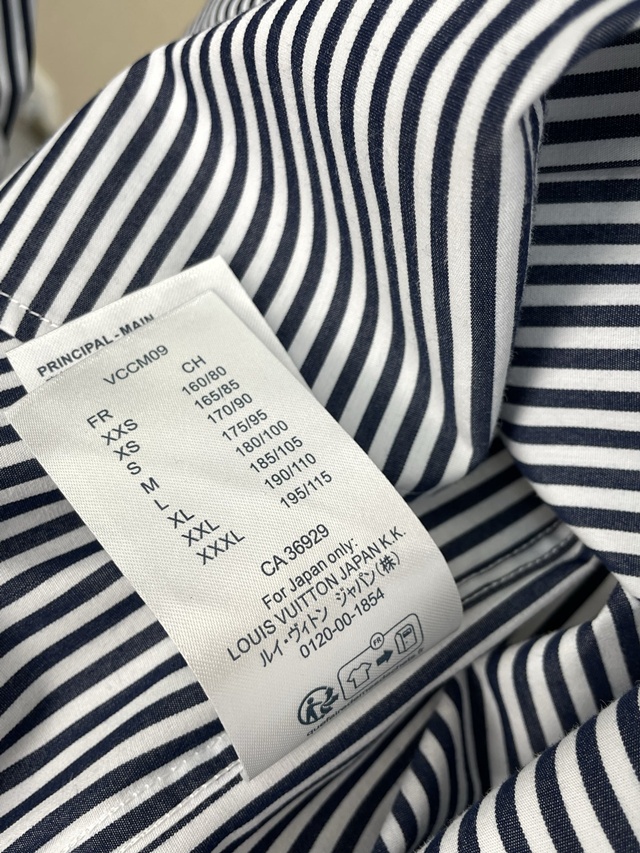 PRINCIPAL - MAIN
VCCM09
FR CH
XXS 160/80
XS 165/85
S 170/90
M 175/95
L 180/100
XL 185/105
XXL 190/110
XXXL 195/115
CA 36929
For Japan only:
LOUIS VUITTON JAPAN K.K.
ルイ・ヴィトン ジャパン(株)
0120-00-1854
FR